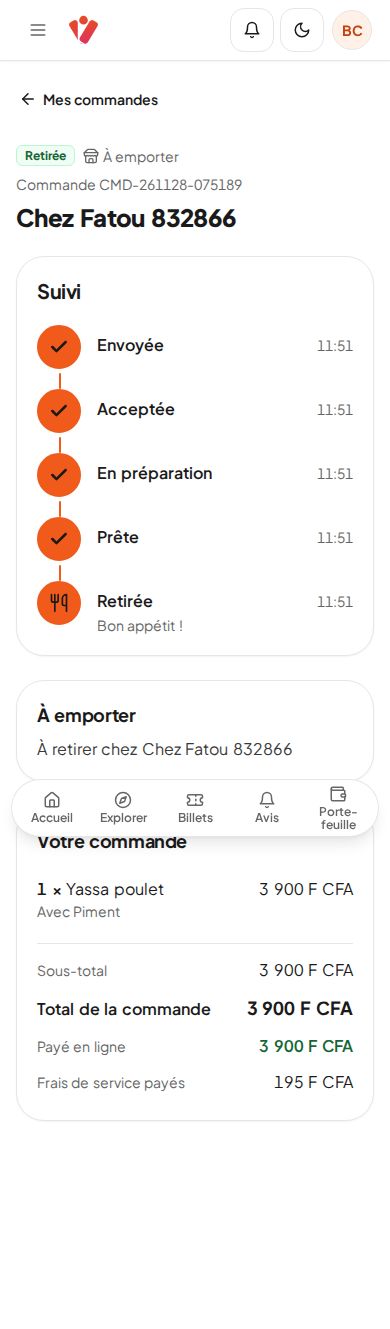 BC
Mes commandes
Retirée À emporter
Commande CMD-261128-075189
Chez Fatou 832866
Suivi
Envoyée 11:51
Acceptée 11:51
En préparation 11:51
Prête 11:51
Retirée 11:51
Bon appétit !
À emporter
À retirer chez Chez Fatou 832866
Accueil Explorer Billets Avis Porte-
feuille
Votre commande
1 × Yassa poulet 3 900 F CFA
Avec Piment
Sous-total 3 900 F CFA
Total de la commande 3 900 F CFA
Payé en ligne 3 900 F CFA
Frais de service payés 195 F CFA